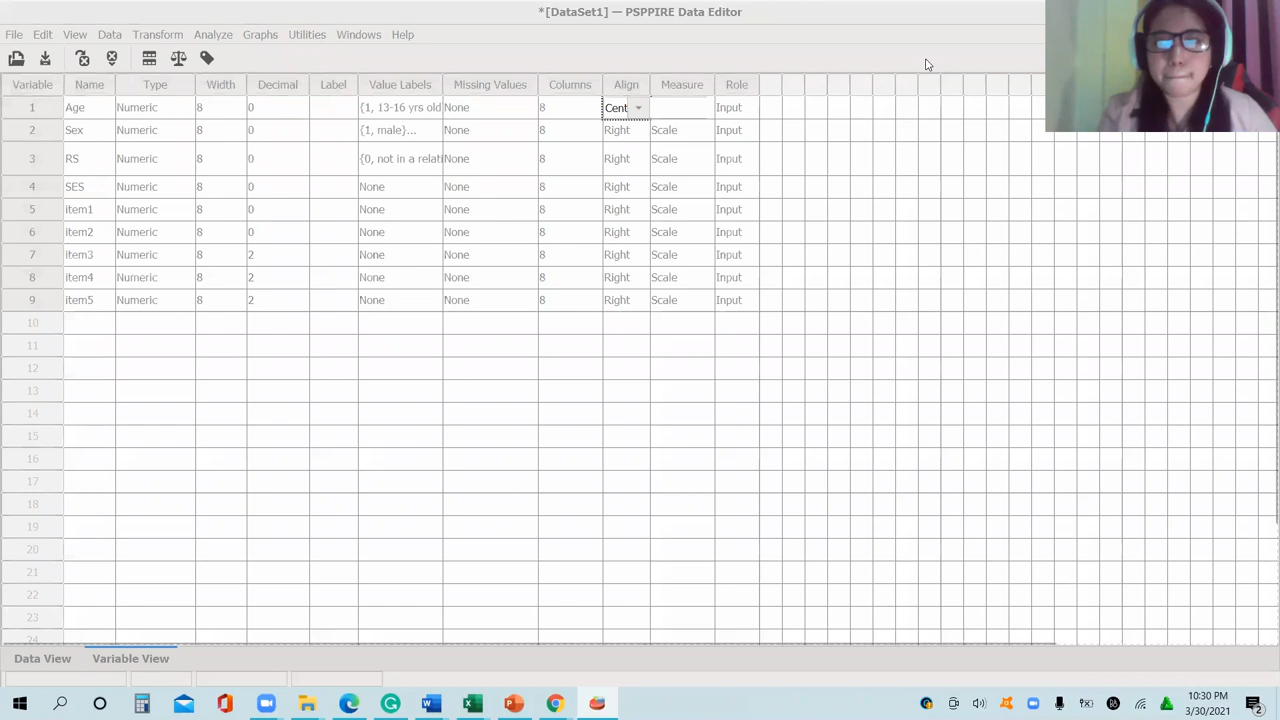 *[DataSet1] — PSPPIRE Data Editor
File Edit View Data Transform Analyze Graphs Utilities Windows Help
Variable Name Type Width Decimal Label Value Labels Missing Values Columns Align Measure Role
1 Age Numeric 8 0 {1, 13-16 yrs old None 8 Cent Input
2 Sex Numeric 8 0 {1, male}... None 8 Right Scale Input
3 RS Numeric 8 0 {0, not in a relati None 8 Right Scale Input
4 SES Numeric 8 0 None None 8 Right Scale Input
5 item1 Numeric 8 0 None None 8 Right Scale Input
6 item2 Numeric 8 0 None None 8 Right Scale Input
7 item3 Numeric 8 2 None None 8 Right Scale Input
8 item4 Numeric 8 2 None None 8 Right Scale Input
9 item5 Numeric 8 2 None None 8 Right Scale Input
10
11
12
13
14
15
16
17
18
19
20
21
22
23
24
Data View Variable View
10:30 PM
3/30/2021
2